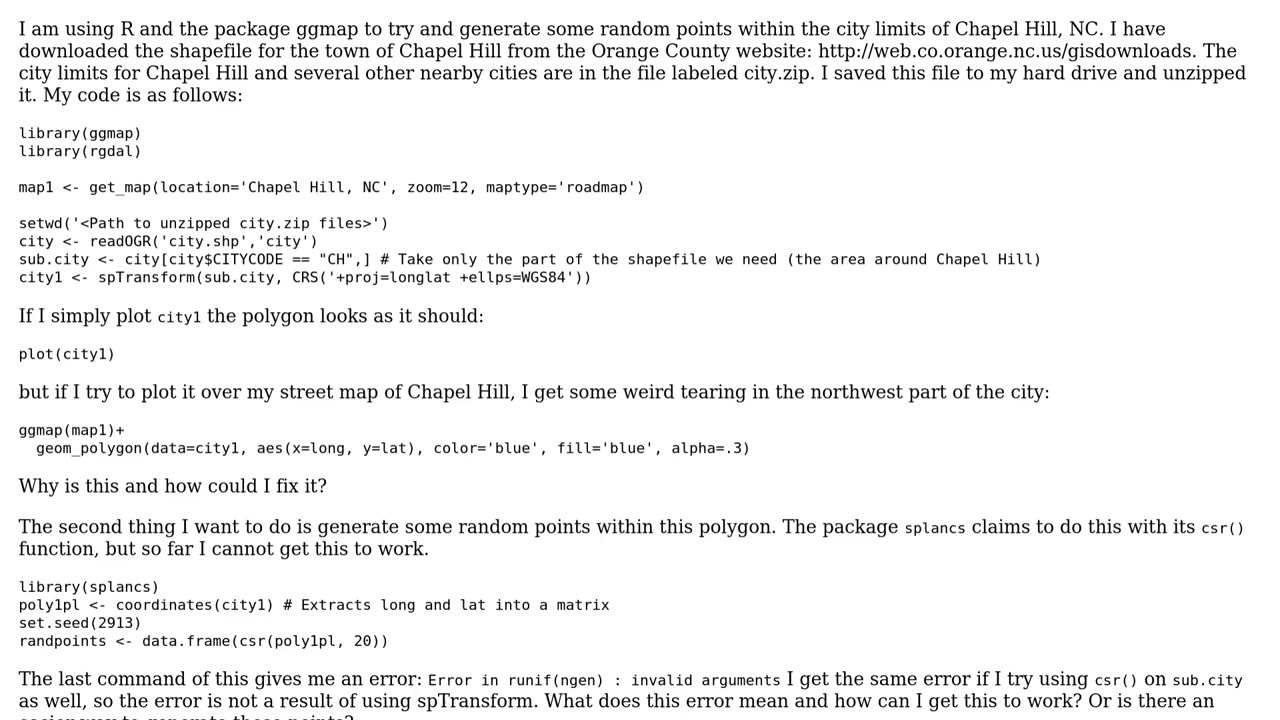 I am using R and the package ggmap to try and generate some random points within the city limits of Chapel Hill, NC. I have
downloaded the shapefile for the town of Chapel Hill from the Orange County website: http://web.co.orange.nc.us/gisdownloads. The
city limits for Chapel Hill and several other nearby cities are in the file labeled city.zip. I saved this file to my hard drive and unzipped
it. My code is as follows:
library(ggmap)
library(rgdal)
map1 <- get_map(location='Chapel Hill, NC', zoom=12, maptype='roadmap')
setwd('<Path to unzipped city.zip files>')
city <- readOGR('city.shp','city')
sub.city <- city[city$CITYCODE == "CH",] # Take only the part of the shapefile we need (the area around Chapel Hill)
city1 <- spTransform(sub.city, CRS('+proj=longlat +ellps=WGS84'))
If I simply plot city1 the polygon looks as it should:
plot(city1)
but if I try to plot it over my street map of Chapel Hill, I get some weird tearing in the northwest part of the city:
ggmap(map1)+
  geom_polygon(data=city1, aes(x=long, y=lat), color='blue', fill='blue', alpha=.3)
Why is this and how could I fix it?
The second thing I want to do is generate some random points within this polygon. The package splancs claims to do this with its csr()
function, but so far I cannot get this to work.
library(splancs)
poly1pl <- coordinates(city1) # Extracts long and lat into a matrix
set.seed(2913)
randpoints <- data.frame(csr(poly1pl, 20))
The last command of this gives me an error: Error in runif(ngen) : invalid arguments I get the same error if I try using csr() on sub.city
as well, so the error is not a result of using spTransform. What does this error mean and how can I get this to work? Or is there an